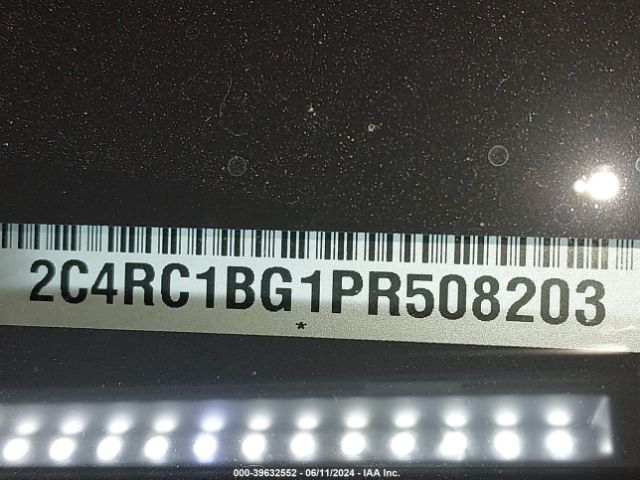 2C4RC1BG1PR508203
*
000-39632552 - 06/11/2024 - IAA Inc.